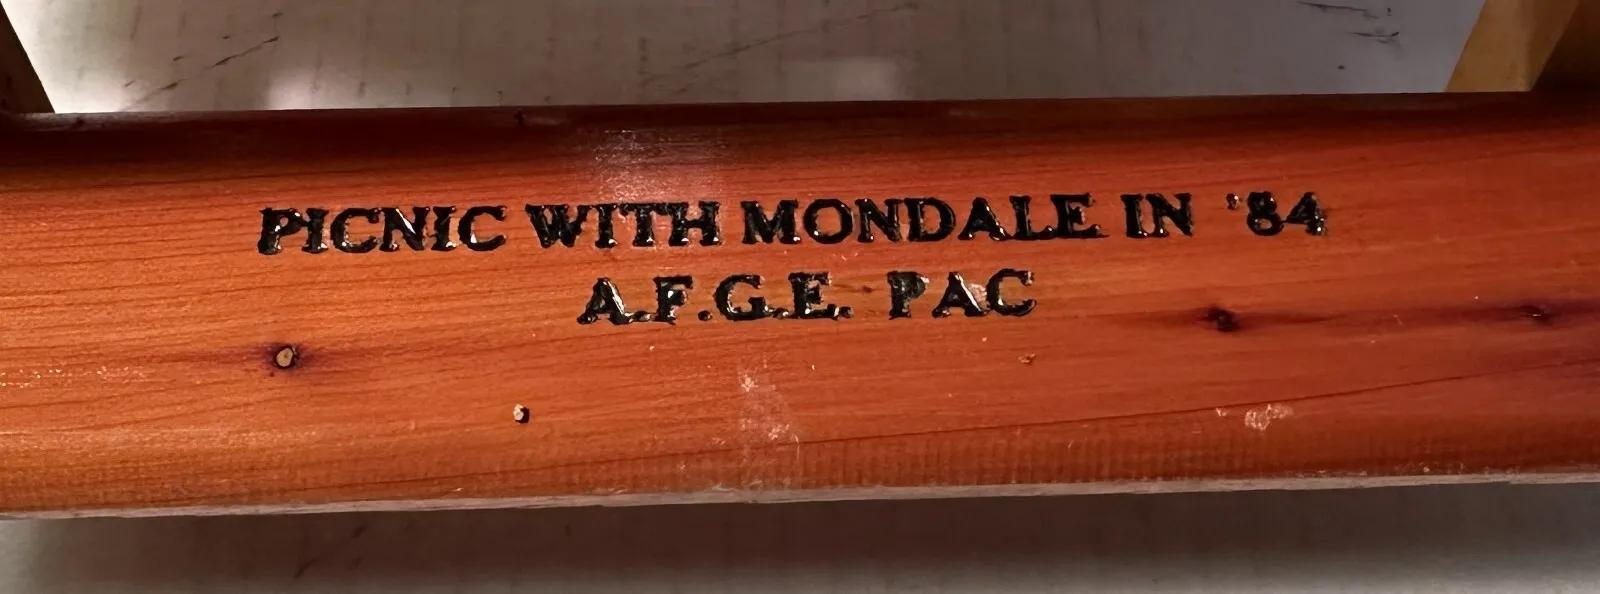 PICNIC WITH MONDALE IN '84
A.F.G.E. PAC